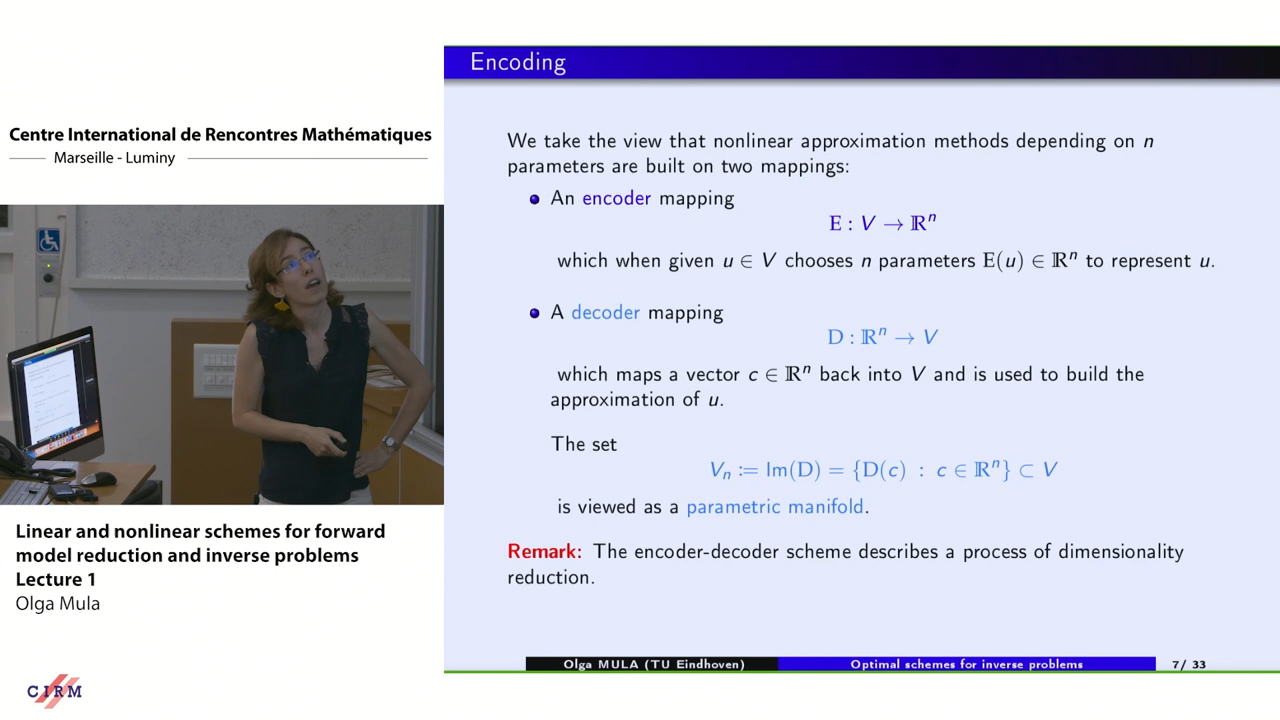 Centre International de Rencontres Mathématiques
Marseille - Luminy
Linear and nonlinear schemes for forward
model reduction and inverse problems
Lecture 1
Olga Mula
CIRM
Encoding
We take the view that nonlinear approximation methods depending on n
parameters are built on two mappings:
An encoder mapping
E : V → ℝⁿ
which when given u ∈ V chooses n parameters E(u) ∈ ℝⁿ to represent u.
A decoder mapping
D : ℝⁿ → V
which maps a vector c ∈ ℝⁿ back into V and is used to build the
approximation of u.
The set
Vₙ := Im(D) = {D(c) : c ∈ ℝⁿ} ⊂ V
is viewed as a parametric manifold.
Remark: The encoder-decoder scheme describes a process of dimensionality
reduction.
Olga MULA (TU Eindhoven) Optimal schemes for inverse problems 7/ 33